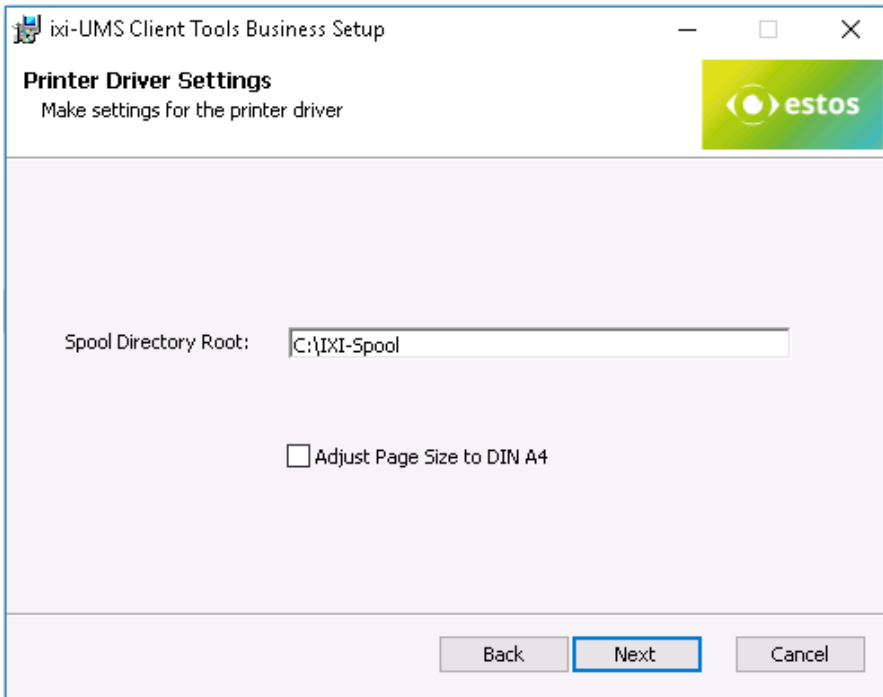 ixi-UMS Client Tools Business Setup
Printer Driver Settings
Make settings for the printer driver
estos
Spool Directory Root: C:\IXI-Spool
Adjust Page Size to DIN A4
Back Next Cancel